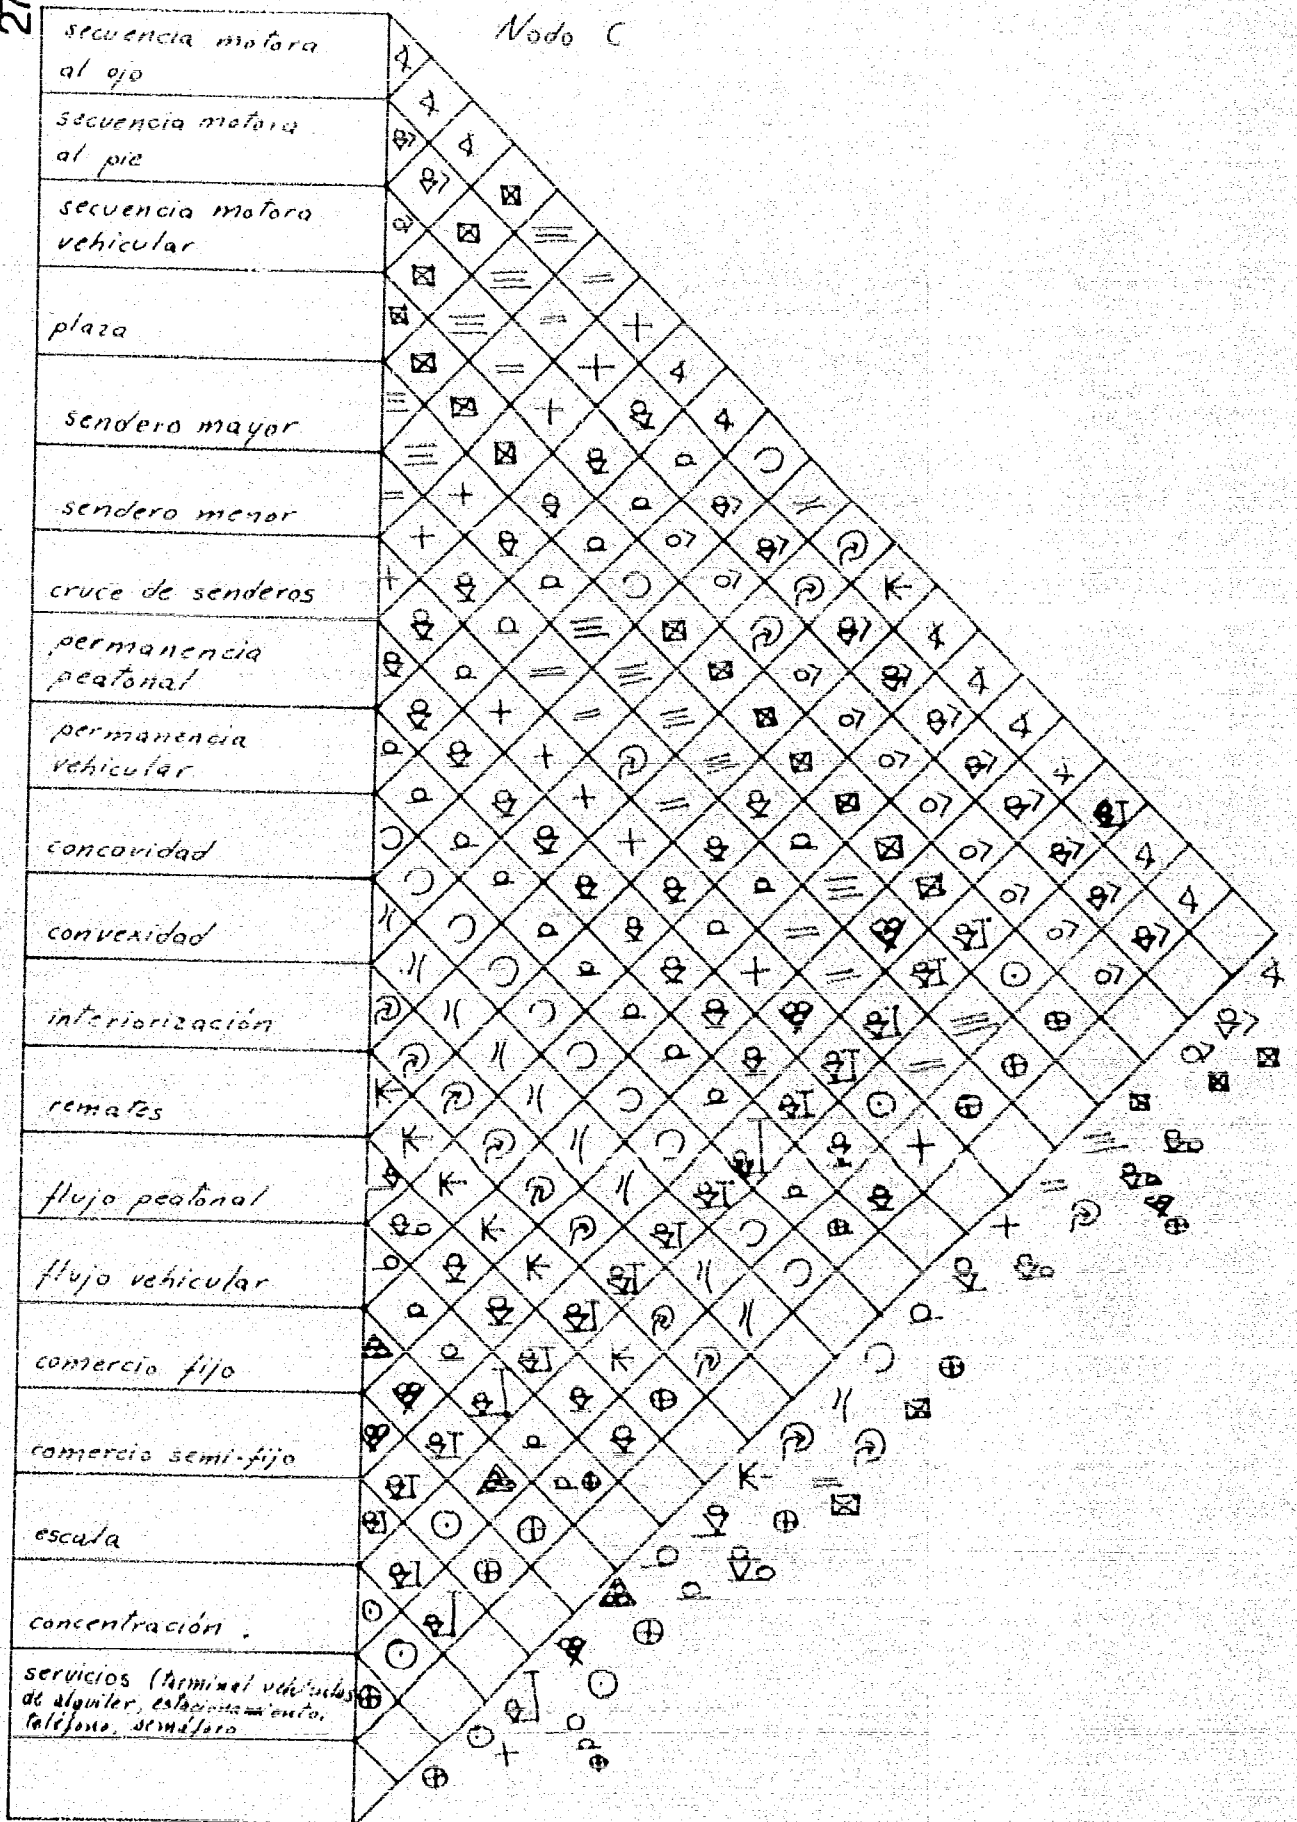 27
Nodo C
secuencia motora
al ojo
secuencia motora
al pie
secuencia motora
vehicular
plaza
sendero mayor
sendero menor
cruce de senderos
permanencia
peatonal
permanencia
vehicular
concavidad
convexidad
interiorización
remates
flujo peatonal
flujo vehicular
comercio fijo
comercio semi-fijo
escala
concentración.
servicios (terminal vehiculos
de alquiler, estacionamiento,
teléfono, semáforo